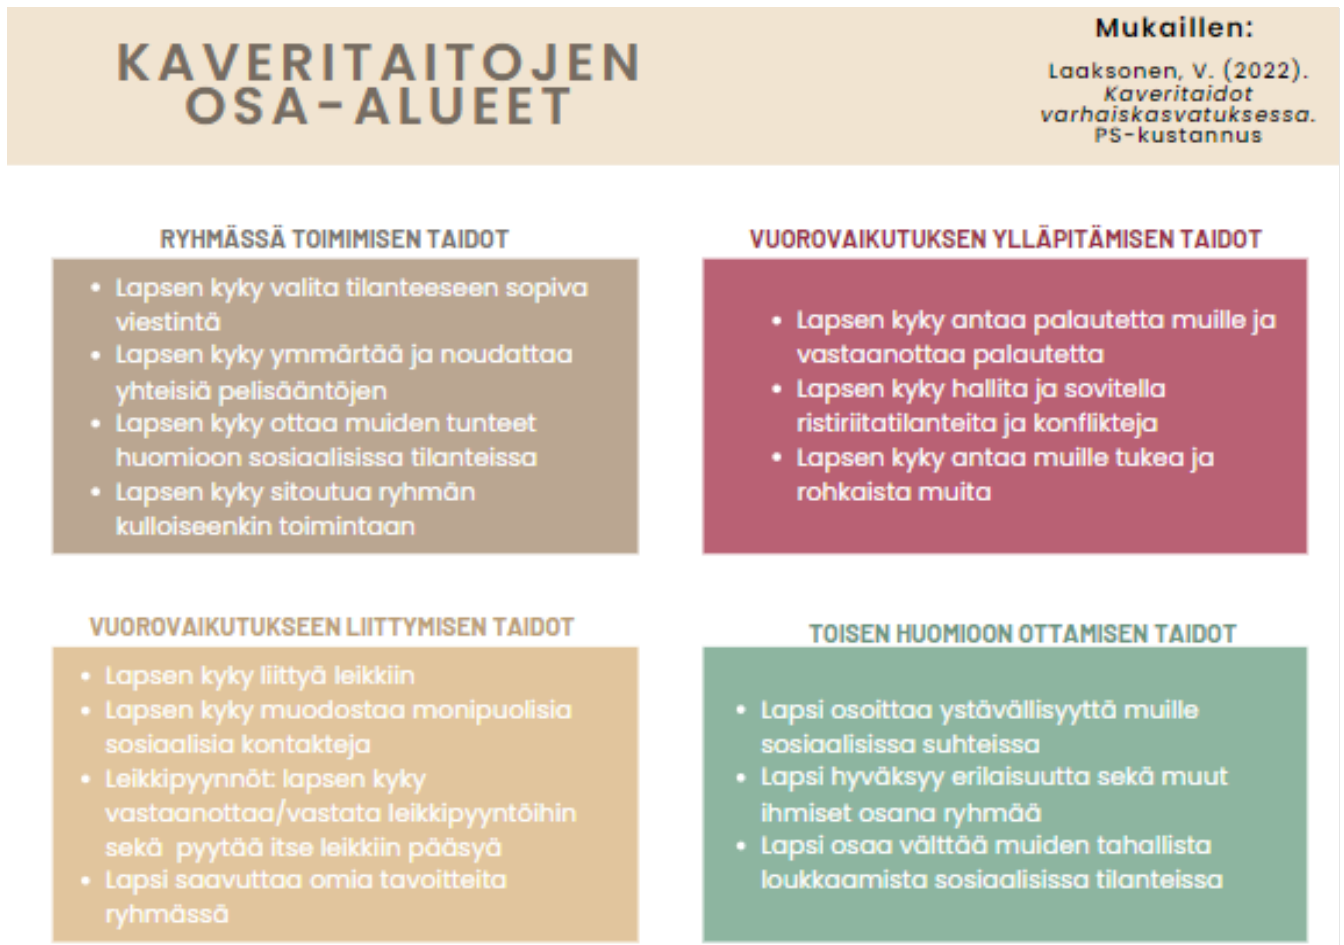 KAVERITAITOJEN
OSA-ALUEET
Mukaillen:
Laaksonen, V. (2022).
Kaveritaidot
varhaiskasvatuksessa.
PS-kustannus
RYHMÄSSÄ TOIMIMISEN TAIDOT
• Lapsen kyky valita tilanteeseen sopiva
viestintä
• Lapsen kyky ymmärtää ja noudattaa
yhteisiä pelisääntöjen
• Lapsen kyky ottaa muiden tunteet
huomioon sosiaalisissa tilanteissa
• Lapsen kyky sitoutua ryhmän
kulloiseenkin toimintaan
VUOROVAIKUTUKSEN YLLÄPITÄMISEN TAIDOT
• Lapsen kyky antaa palautetta muille ja
vastaanottaa palautetta
• Lapsen kyky hallita ja sovitella
ristiriitatilanteita ja konflikteja
• Lapsen kyky antaa muille tukea ja
rohkaista muita
VUOROVAIKUTUKSEEN LIITTYMISEN TAIDOT
• Lapsen kyky liittyä leikkiin
• Lapsen kyky muodostaa monipuolisia
sosiaalisia kontakteja
• Leikkipyynnöt: lapsen kyky
vastaanottaa/vastata leikkipyyntöihin
sekä pyytää itse leikkiin pääsyä
• Lapsi saavuttaa omia tavoitteita
ryhmässä
TOISEN HUOMIOON OTTAMISEN TAIDOT
• Lapsi osoittaa ystävällisyyttä muille
sosiaalisissa suhteissa
• Lapsi hyväksyy erilaisuutta sekä muut
ihmiset osana ryhmää
• Lapsi osaa välttää muiden tahallista
loukkaamista sosiaalisissa tilanteissa